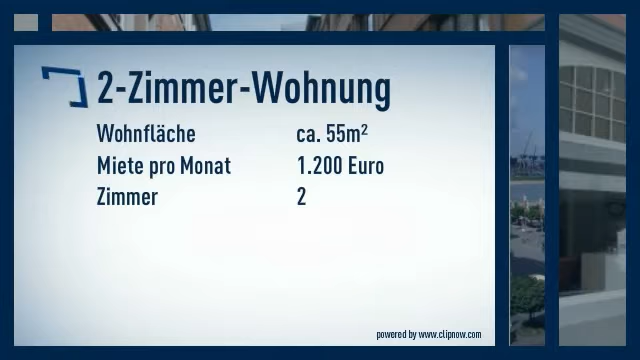 2-Zimmer-Wohnung
Wohnfläche ca. 55m²
Miete pro Monat 1.200 Euro
Zimmer 2
powered by www.clipnow.com